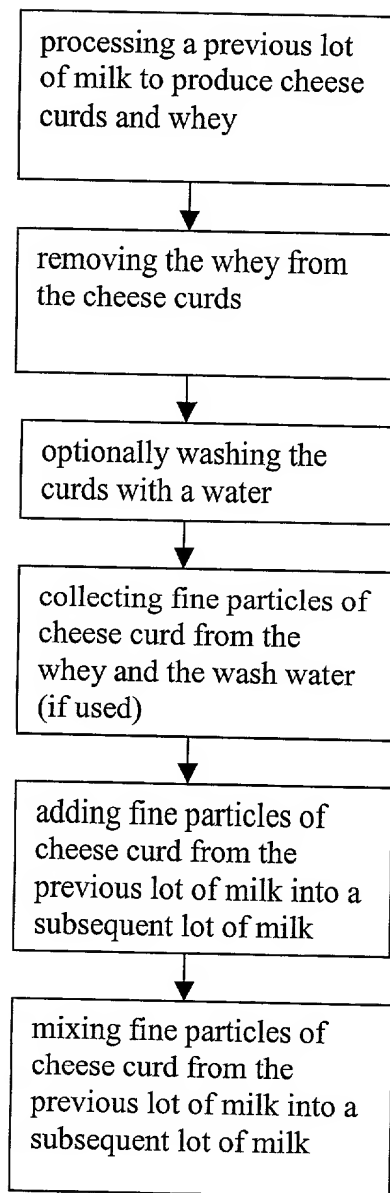 processing a previous lot
of milk to produce cheese
curds and whey
removing the whey from
the cheese curds
optionally washing the
curds with a water
collecting fine particles of
cheese curd from the
whey and the wash water
(if used)
adding fine particles of
cheese curd from the
previous lot of milk into a
subsequent lot of milk
mixing fine particles of
cheese curd from the
previous lot of milk into a
subsequent lot of milk